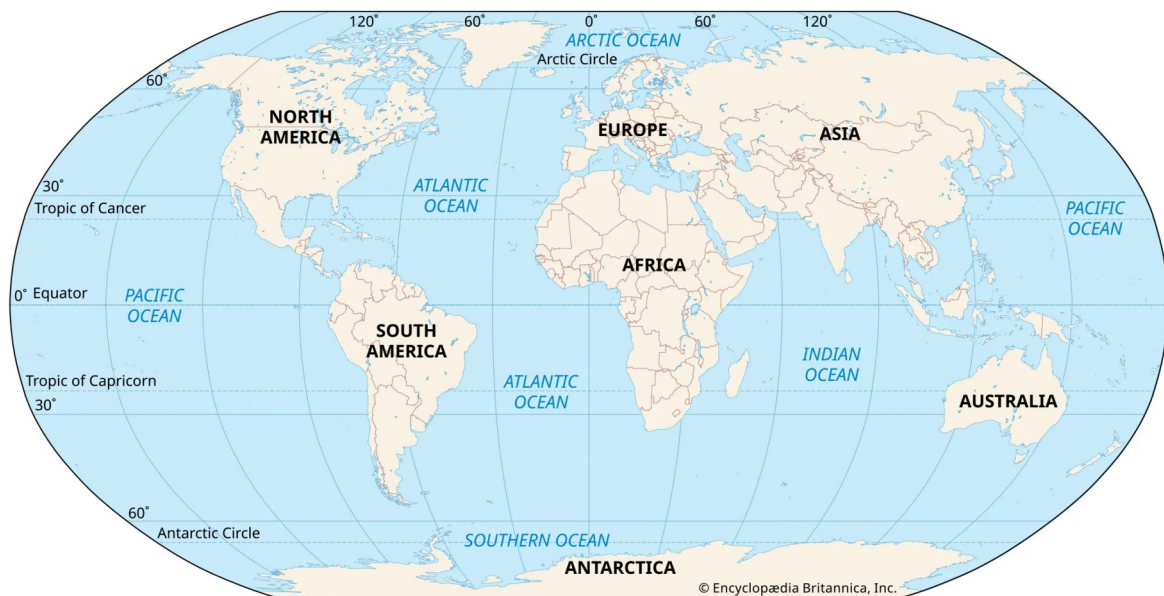 120°
60°
0°
60°
120°
ARCTIC OCEAN
Arctic Circle
60°
NORTH
AMERICA
EUROPE
ASIA
30°
ATLANTIC
OCEAN
Tropic of Cancer
PACIFIC
OCEAN
AFRICA
0° Equator
PACIFIC
OCEAN
SOUTH
AMERICA
INDIAN
OCEAN
Tropic of Capricorn
ATLANTIC
OCEAN
30°
AUSTRALIA
60°
Antarctic Circle
SOUTHERN OCEAN
ANTARCTICA
© Encyclopædia Britannica, Inc.